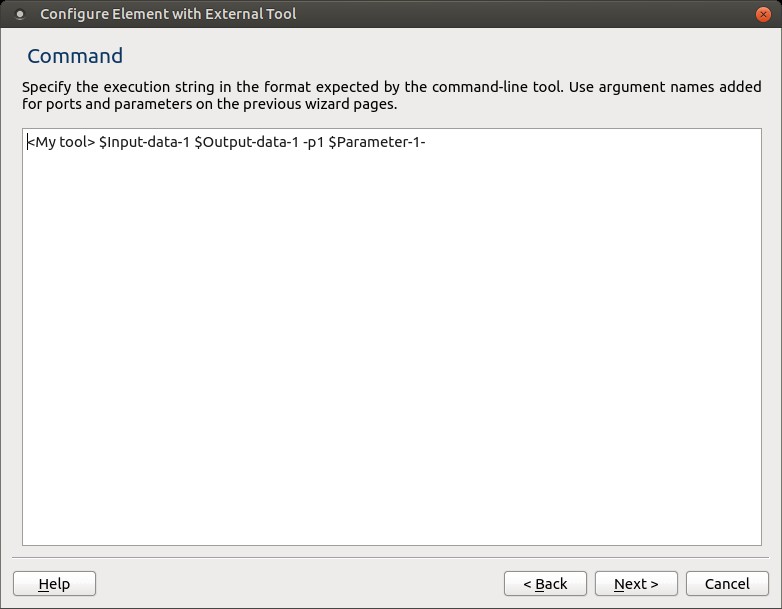 Configure Element with External Tool
Command
Specify the execution string in the format expected by the command-line tool. Use argument names added
for ports and parameters on the previous wizard pages.
<My tool> $Input-data-1 $Output-data-1 -p1 $Parameter-1-
Help
< Back
Next >
Cancel